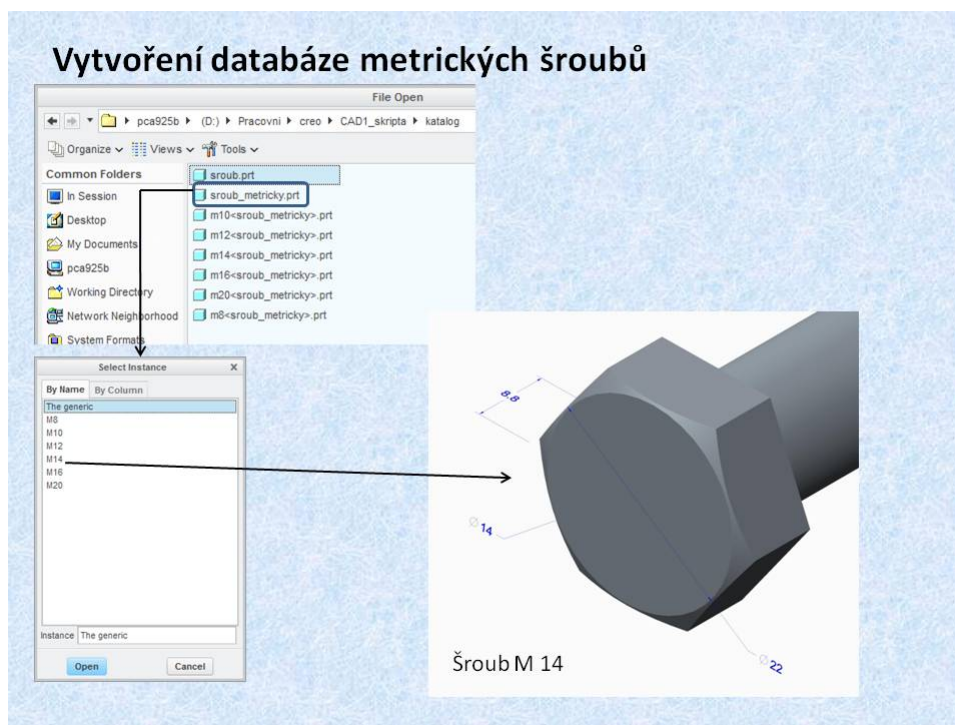 Vytvoření databáze metrických šroubů
File Open
pca925b (D:) Pracovni creo CAD1_skripta katalog
Organize Views Tools
Common Folders
In Session
Desktop
My Documents
pca925b
Working Directory
Network Neighborhood
System Formats
sroub.prt
sroub_metricky.prt
m10<sroub_metricky>.prt
m12<sroub_metricky>.prt
m14<sroub_metricky>.prt
m16<sroub_metricky>.prt
m20<sroub_metricky>.prt
m8<sroub_metricky>.prt
Select Instance X
By Name By Column
The generic
M8
M10
M12
M14
M16
M20
Instance The generic
Open Cancel
8.8
∅14
∅22
Šroub M 14